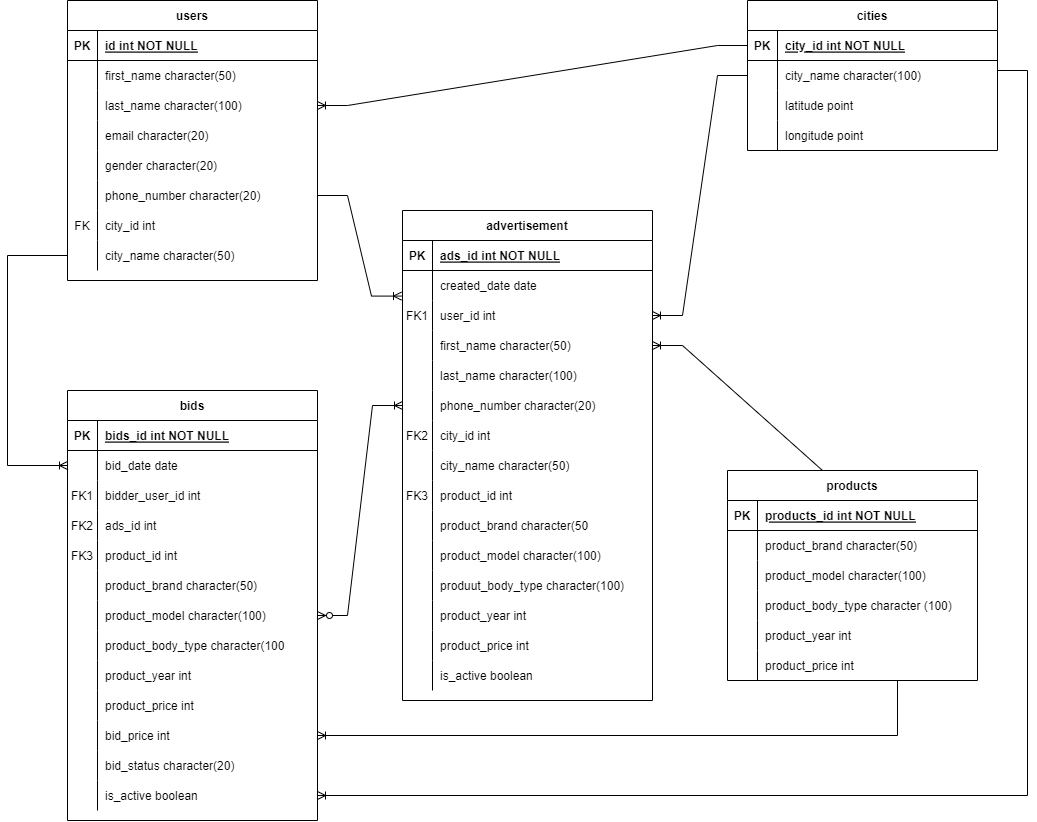 users
PK id int NOT NULL
first_name character(50)
last_name character(100)
email character(20)
gender character(20)
phone_number character(20)
FK city_id int
city_name character(50)
cities
PK city_id int NOT NULL
city_name character(100)
latitude point
longitude point
advertisement
PK ads_id int NOT NULL
created_date date
FK1 user_id int
first_name character(50)
last_name character(100)
phone_number character(20)
FK2 city_id int
city_name character(50)
FK3 product_id int
product_brand character(50
product_model character(100)
produut_body_type character(100)
product_year int
product_price int
is_active boolean
bids
PK bids_id int NOT NULL
bid_date date
FK1 bidder_user_id int
FK2 ads_id int
FK3 product_id int
product_brand character(50)
product_model character(100)
product_body_type character(100
product_year int
product_price int
bid_price int
bid_status character(20)
is_active boolean
products
PK products_id int NOT NULL
product_brand character(50)
product_model character(100)
product_body_type character (100)
product_year int
product_price int